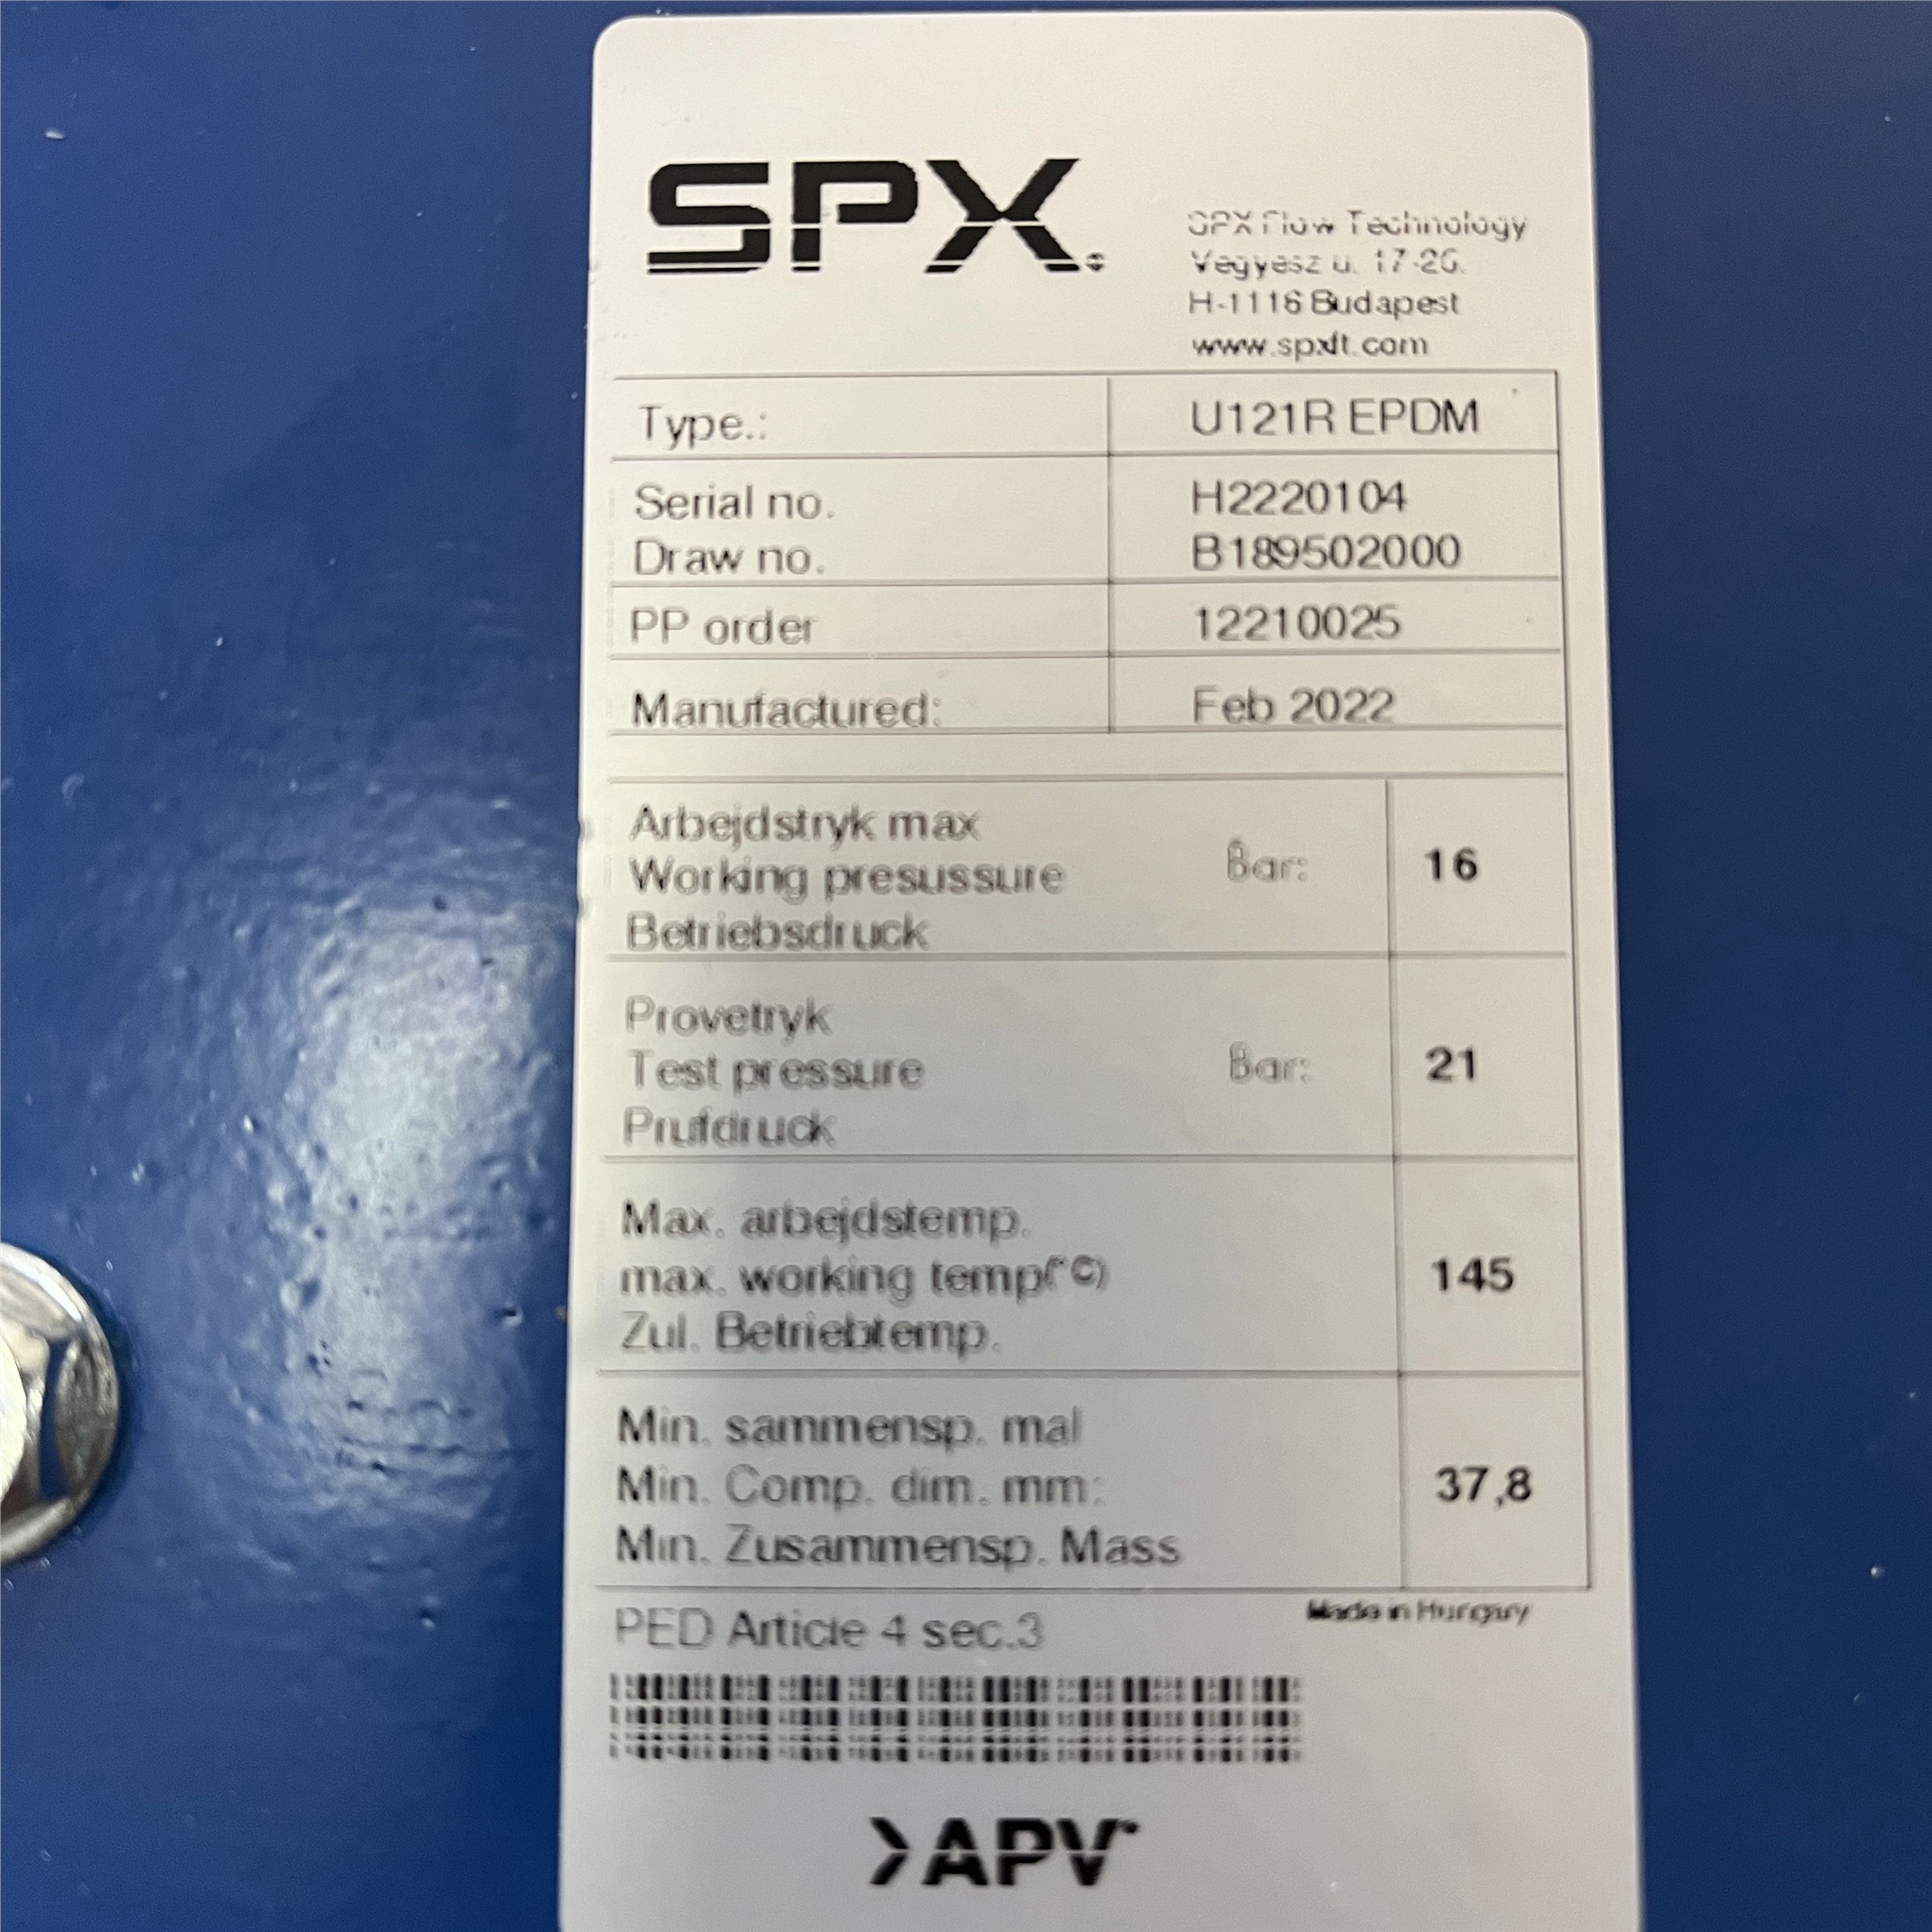 SPX
SPX Flow Technology
Vegyesz u. 17-26.
H-1116 Budapest
www.spxft.com
Type.: U121R EPDM
Serial no. H2220104
Draw no. B189502000
PP order 12210025
Manufactured: Feb 2022
Arbejdstryk max
Working presussure Bar: 16
Betriebsdruck
Provetryk
Test pressure Bar: 21
Prufdruck
Max. arbejdstemp.
max. working temp(°C) 145
Zul. Betriebtemp.
Min. sammensp. mal
Min. Comp. dim. mm: 37,8
Min. Zusammensp. Mass
Made in Hungary
PED Article 4 sec.3
APV